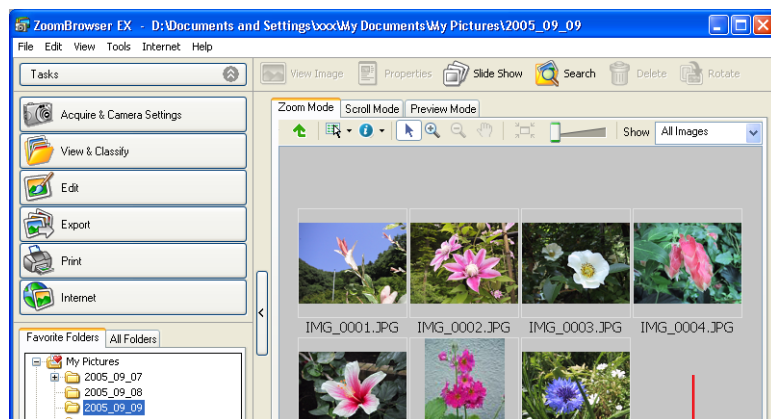 ZoomBrowser EX - D:\Documents and Settings\xxx\My Documents\My Pictures\2005_09_09
File Edit View Tools Internet Help
Tasks
View Image Properties Slide Show Search Delete Rotate
Acquire & Camera Settings
View & Classify
Edit
Export
Print
Internet
Zoom Mode Scroll Mode Preview Mode
Show All Images
IMG_0001.JPG IMG_0002.JPG IMG_0003.JPG IMG_0004.JPG
Favorite Folders All Folders
My Pictures
2005_09_07
2005_09_08
2005_09_09